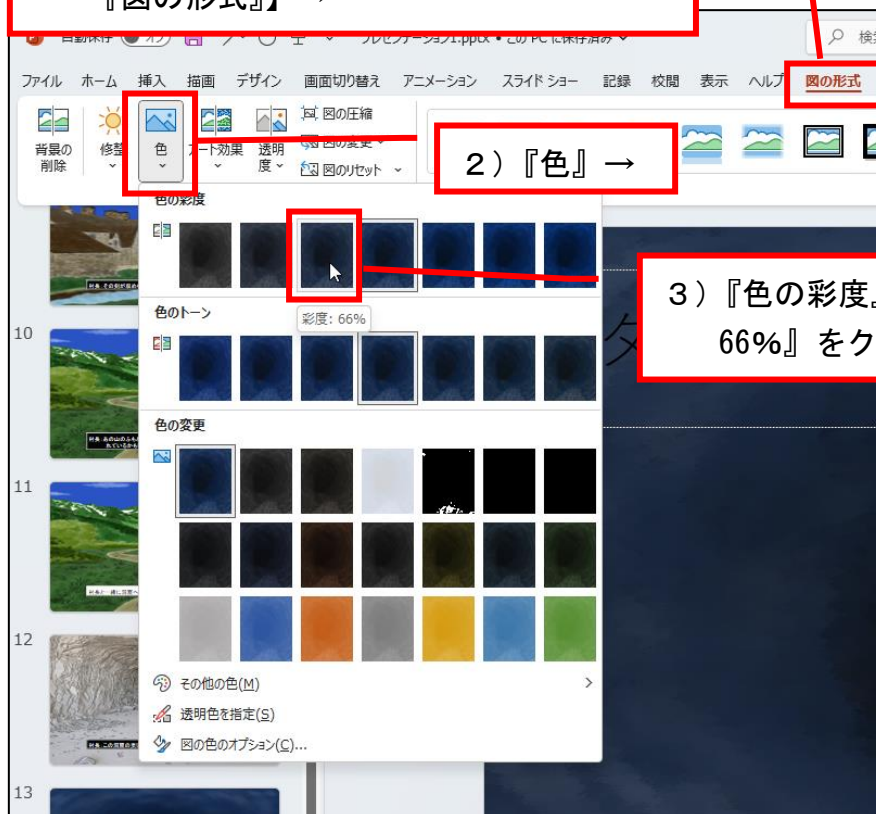 『図の形式』】 →
自動保存 オフ プレゼンテーション1.pptx • この PC に保存済み
ファイル ホーム 挿入 描画 デザイン 画面切り替え アニメーション スライド ショー 記録 校閲 表示 ヘルプ 図の形式
背景の
削除
修整
色
アート効果
透明
度
図の圧縮
図の変更
図のリセット
2）『色』 →
色の彩度
3）『色の彩度』
66%』をク
彩度: 66%
色のトーン
色の変更
その他の色(M)
透明色を指定(S)
図の色のオプション(C)...
10
11
12
13